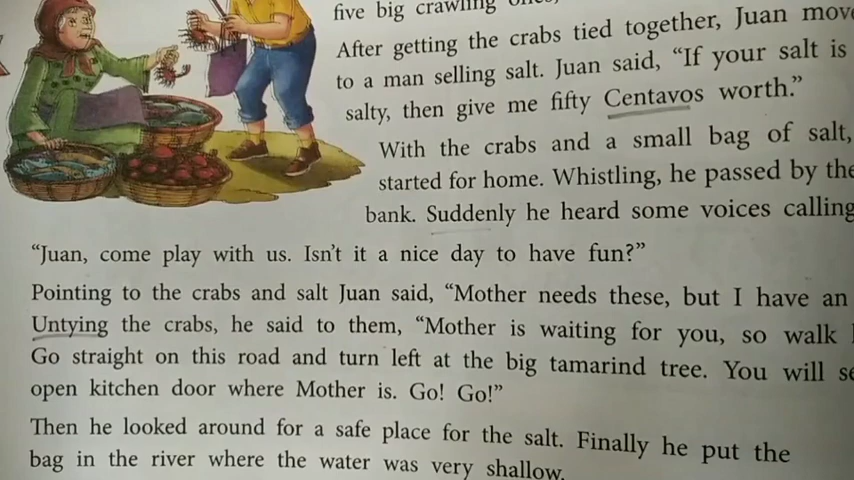 five big crawling ones,
After getting the crabs tied together, Juan move
to a man selling salt. Juan said, “If your salt is
salty, then give me fifty Centavos worth.”
With the crabs and a small bag of salt,
started for home. Whistling, he passed by the
bank. Suddenly he heard some voices calling
“Juan, come play with us. Isn’t it a nice day to have fun?”
Pointing to the crabs and salt Juan said, “Mother needs these, but I have an
Untying the crabs, he said to them, “Mother is waiting for you, so walk
Go straight on this road and turn left at the big tamarind tree. You will se
open kitchen door where Mother is. Go! Go!”
Then he looked around for a safe place for the salt. Finally he put the
bag in the river where the water was very shallow.